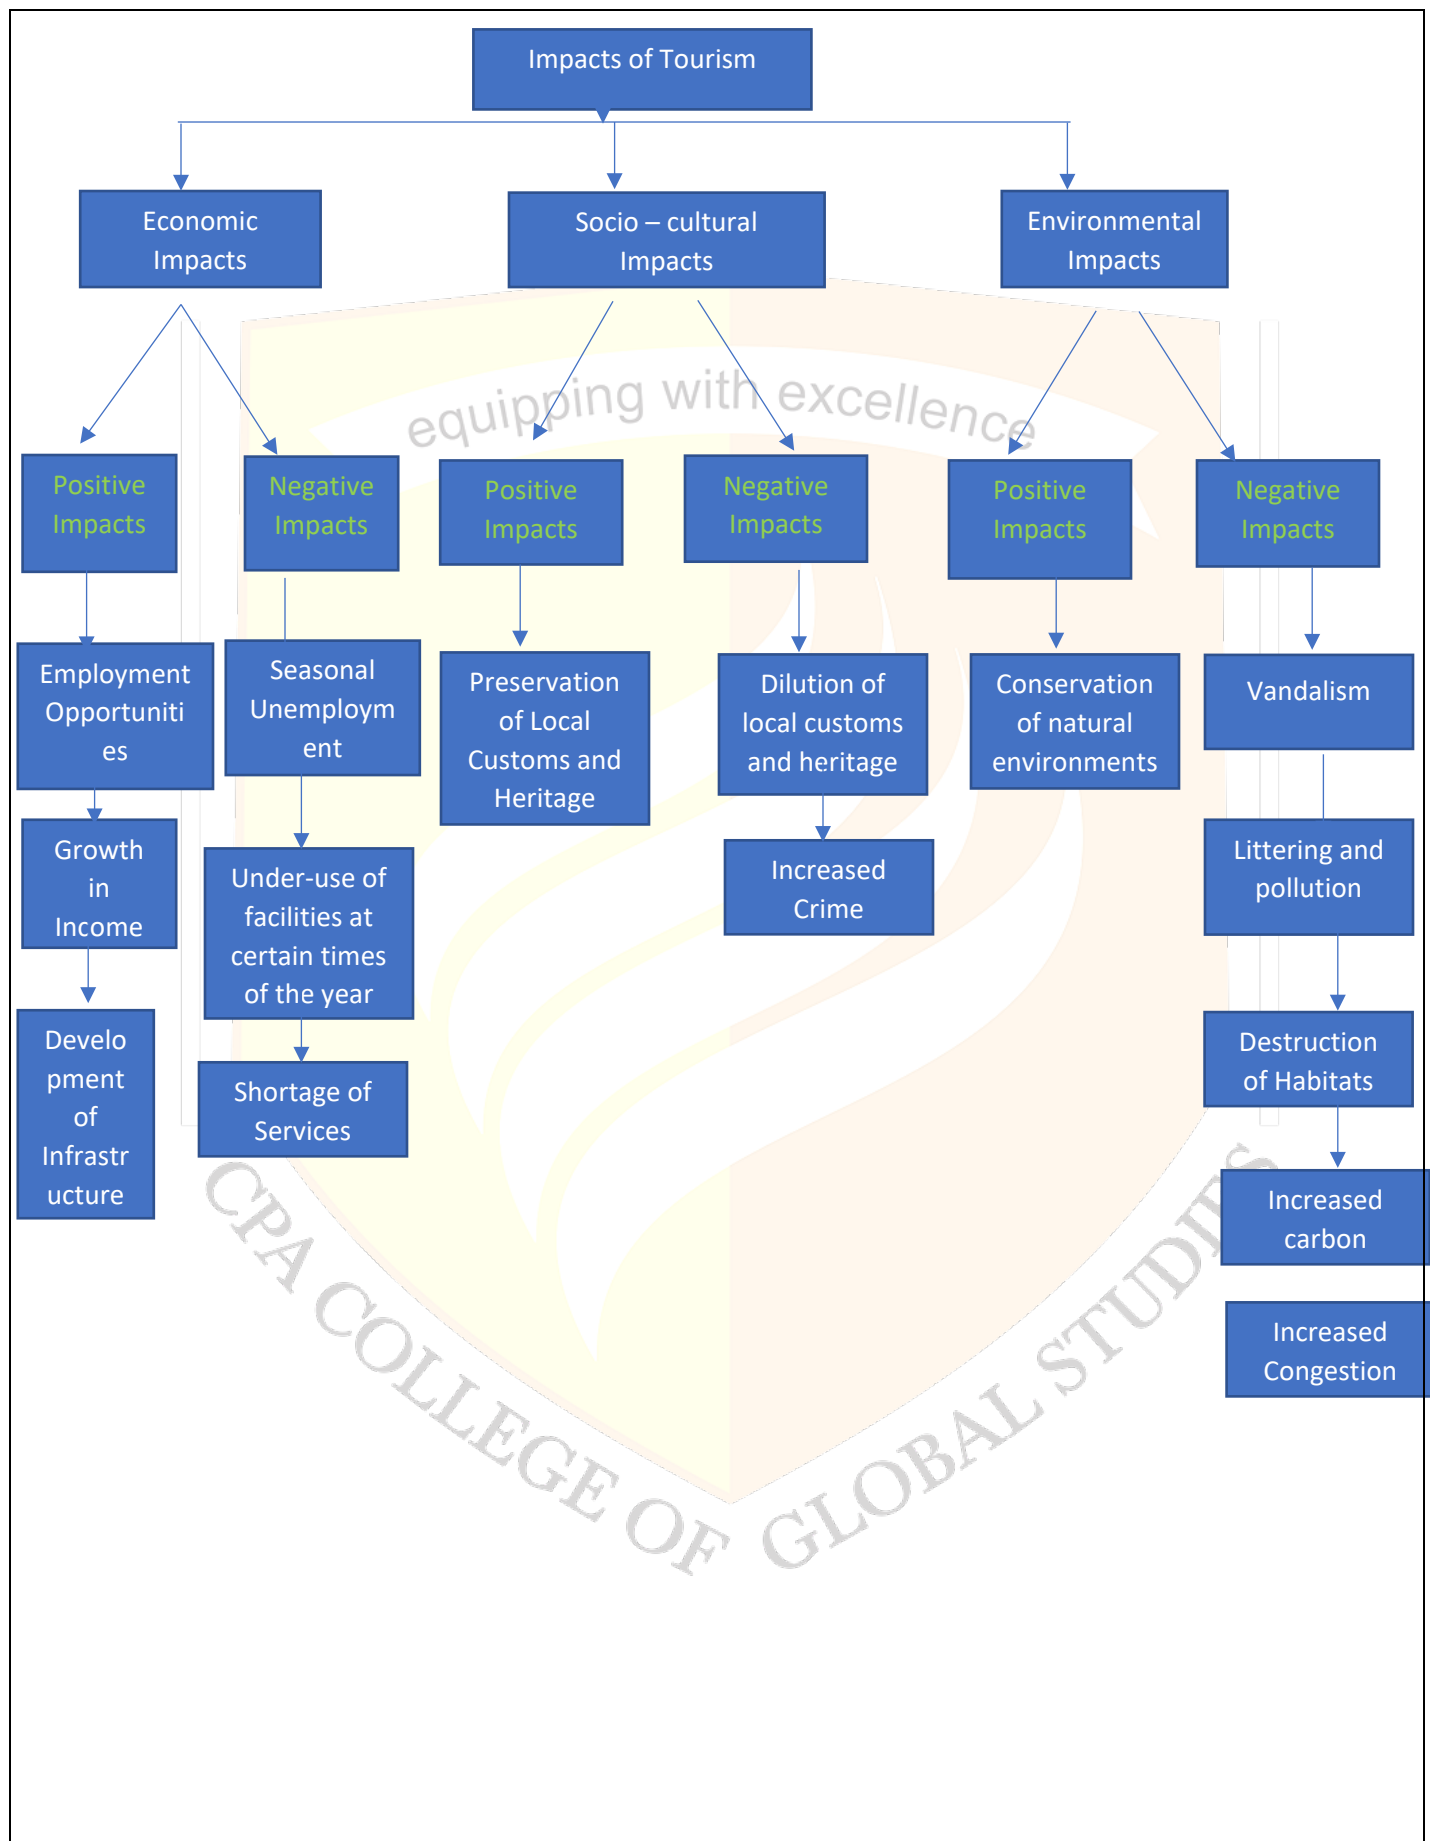 Impacts of Tourism
Economic
Impacts
Socio – cultural
Impacts
Environmental
Impacts
equipping with excellence
Positive
Impacts
Negative
Impacts
Positive
Impacts
Negative
Impacts
Positive
Impacts
Negative
Impacts
Employment
Opportuniti
es
Seasonal
Unemploym
ent
Preservation
of Local
Customs and
Heritage
Dilution of
local customs
and heritage
Conservation
of natural
environments
Vandalism
Growth
in
Income
Under-use of
facilities at
certain times
of the year
Increased
Crime
Littering and
pollution
Develo
pment
of
Infrastr
ucture
Shortage of
Services
Destruction
of Habitats
Increased
carbon
Increased
Congestion
CPA COLLEGE OF GLOBAL STUDIES